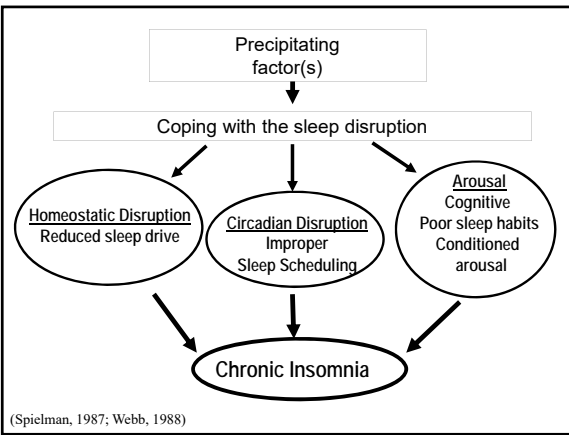 Precipitating
factor(s)
Coping with the sleep disruption
Homeostatic Disruption
Reduced sleep drive
Circadian Disruption
Improper
Sleep Scheduling
Arousal
Cognitive
Poor sleep habits
Conditioned
arousal
Chronic Insomnia
(Spielman, 1987; Webb, 1988)